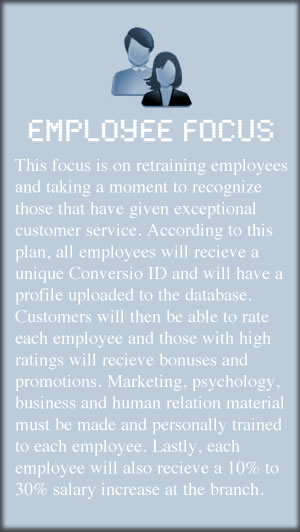 EMPLOYEE FOCUS
This focus is on retraining employees
and taking a moment to recognize
those that have given exceptional
customer service. According to this
plan, all employees will recieve a
unique Conversio ID and will have a
profile uploaded to the database.
Customers will then be able to rate
each employee and those with high
ratings will recieve bonuses and
promotions. Marketing, psychology,
business and human relation material
must be made and personally trained
to each employee. Lastly, each
employee will also recieve a 10% to
30% salary increase at the branch.